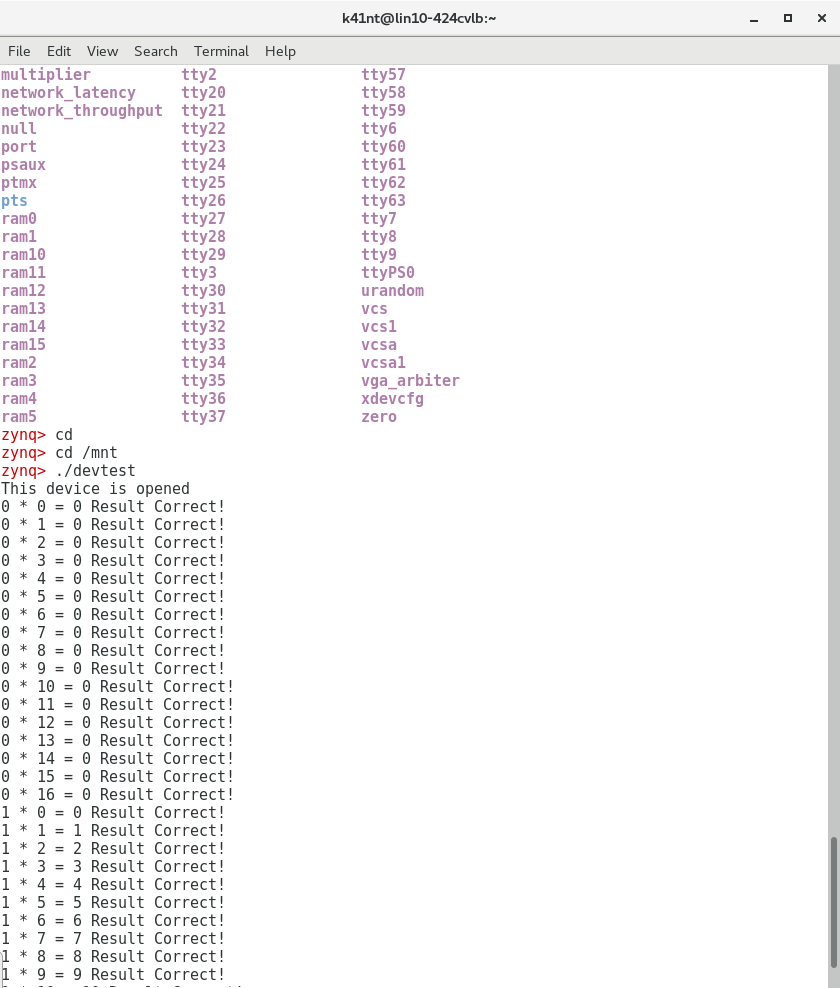 k41nt@lin10-424cvlb:~
File Edit View Search Terminal Help
multiplier tty2 tty57
network_latency tty20 tty58
network_throughput tty21 tty59
null tty22 tty6
port tty23 tty60
psaux tty24 tty61
ptmx tty25 tty62
pts tty26 tty63
ram0 tty27 tty7
ram1 tty28 tty8
ram10 tty29 tty9
ram11 tty3 ttyPS0
ram12 tty30 urandom
ram13 tty31 vcs
ram14 tty32 vcs1
ram15 tty33 vcsa
ram2 tty34 vcsa1
ram3 tty35 vga_arbiter
ram4 tty36 xdevcfg
ram5 tty37 zero
zynq> cd
zynq> cd /mnt
zynq> ./devtest
This device is opened
0 * 0 = 0 Result Correct!
0 * 1 = 0 Result Correct!
0 * 2 = 0 Result Correct!
0 * 3 = 0 Result Correct!
0 * 4 = 0 Result Correct!
0 * 5 = 0 Result Correct!
0 * 6 = 0 Result Correct!
0 * 7 = 0 Result Correct!
0 * 8 = 0 Result Correct!
0 * 9 = 0 Result Correct!
0 * 10 = 0 Result Correct!
0 * 11 = 0 Result Correct!
0 * 12 = 0 Result Correct!
0 * 13 = 0 Result Correct!
0 * 14 = 0 Result Correct!
0 * 15 = 0 Result Correct!
0 * 16 = 0 Result Correct!
1 * 0 = 0 Result Correct!
1 * 1 = 1 Result Correct!
1 * 2 = 2 Result Correct!
1 * 3 = 3 Result Correct!
1 * 4 = 4 Result Correct!
1 * 5 = 5 Result Correct!
1 * 6 = 6 Result Correct!
1 * 7 = 7 Result Correct!
1 * 8 = 8 Result Correct!
1 * 9 = 9 Result Correct!